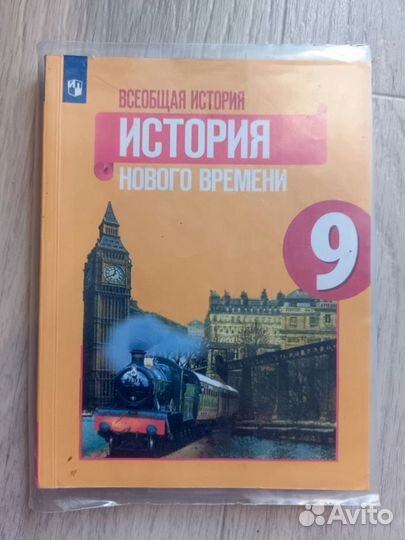 ВСЕОБЩАЯ ИСТОРИЯ
ИСТОРИЯ
НОВОГО ВРЕМЕНИ
9
Avito